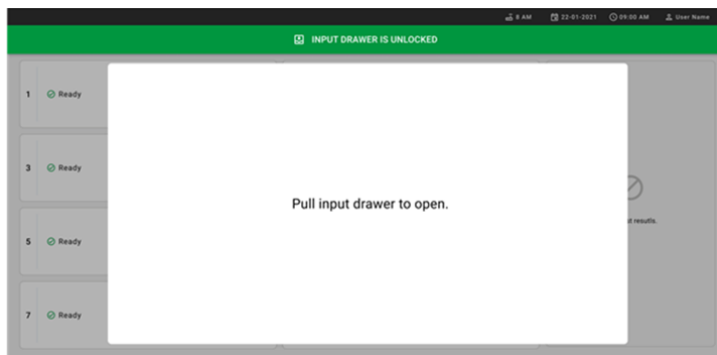 8 AM 22-01-2021 09:00 AM User Name
INPUT DRAWER IS UNLOCKED
1 Ready
3 Ready
Pull input drawer to open.
resutls.
5 Ready
7 Ready